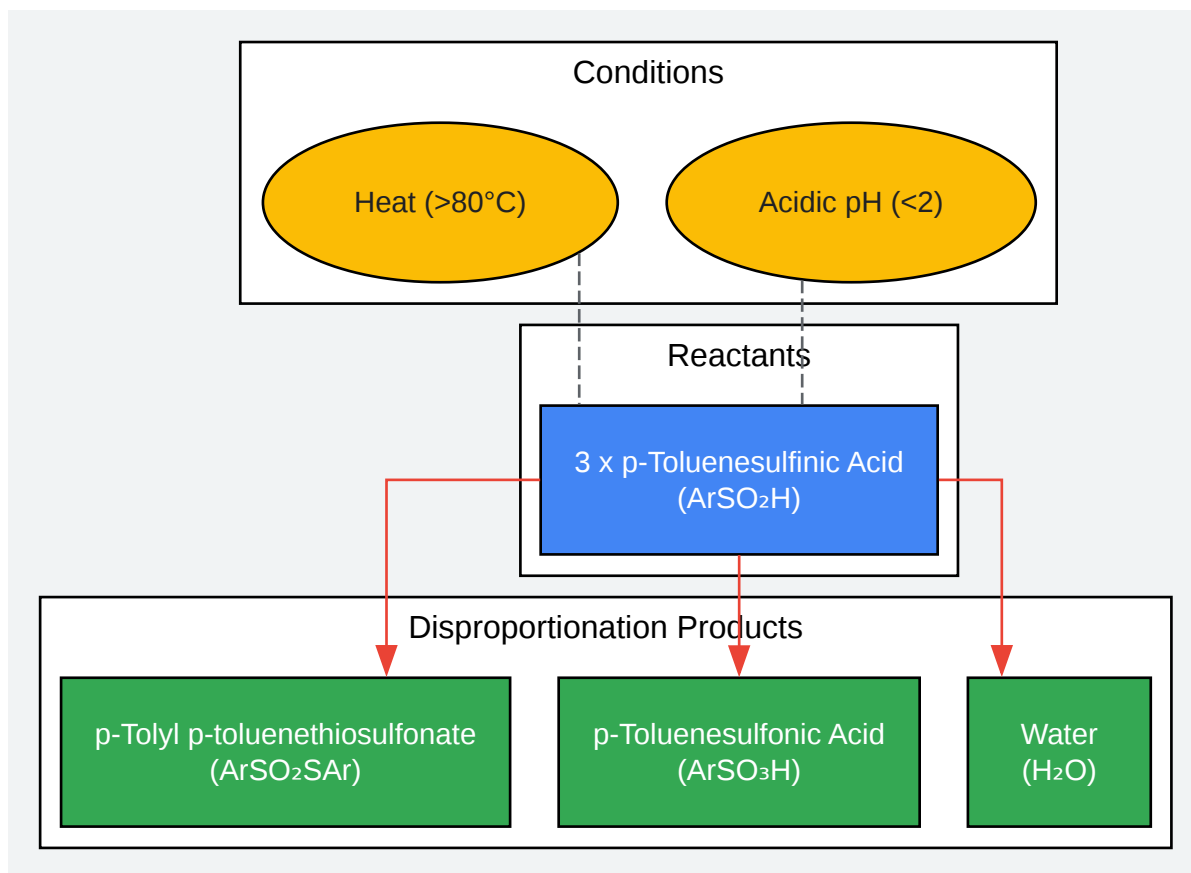 Conditions
Heat (>80°C)
Acidic pH (<2)
Reactants
3 x p-Toluenesulfinic Acid
(ArSO₂H)
Disproportionation Products
p-Tolyl p-toluenethiosulfonate
(ArSO₂SAr)
p-Toluenesulfonic Acid
(ArSO₃H)
Water
(H₂O)